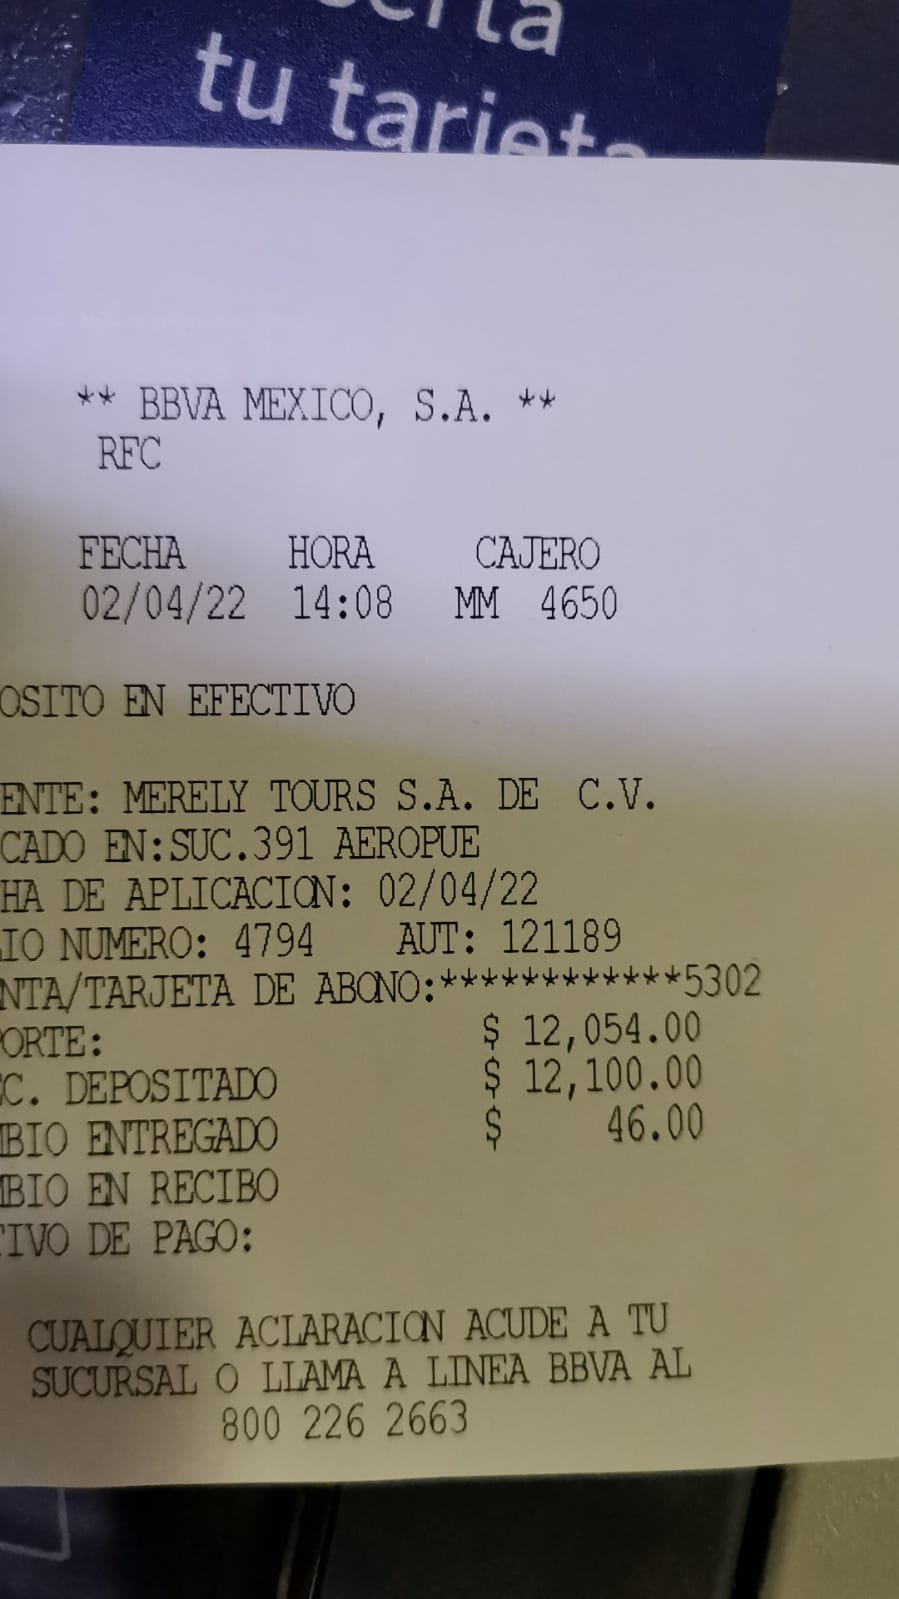 tu tarjeta
** BBVA MEXICO, S.A. **
RFC
FECHA HORA CAJERO
02/04/22 14:08 MM 4650
OSITO EN EFECTIVO
ENTE: MERELY TOURS S.A. DE C.V.
CADO EN:SUC.391 AEROPUE
HA DE APLICACION: 02/04/22
IO NUMERO: 4794 AUT: 121189
NTA/TARJETA DE ABONO:************5302
ORTE: $ 12,054.00
C. DEPOSITADO $ 12,100.00
BIO ENTREGADO $ 46.00
BIO EN RECIBO
TIVO DE PAGO:
CUALQUIER ACLARACION ACUDE A TU
SUCURSAL O LLAMA A LINEA BBVA AL
800 226 2663